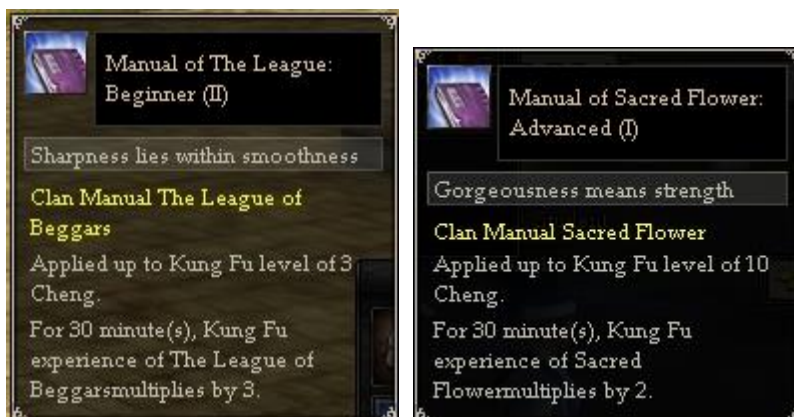 Manual of The League:
Beginner (II)
Sharpness lies within smoothness
Clan Manual The League of
Beggars
Applied up to Kung Fu level of 3
Cheng.
For 30 minute(s), Kung Fu
experience of The League of
Beggarsmultiplies by 3.
Manual of Sacred Flower:
Advanced (I)
Gorgeousness means strength
Clan Manual Sacred Flower
Applied up to Kung Fu level of 10
Cheng.
For 30 minute(s), Kung Fu
experience of Sacred
Flowermultiplies by 2.